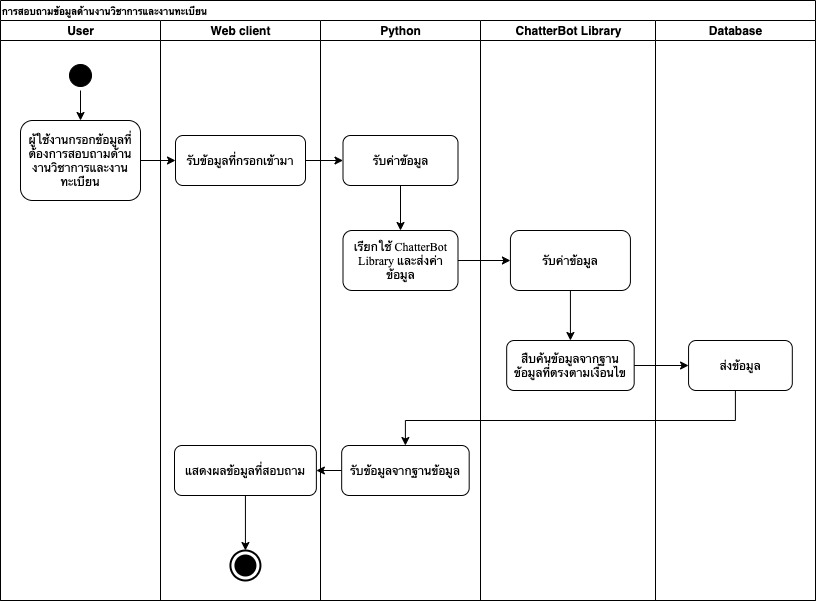 การสอบถามข้อมูลด้านงานวิชาการและงานทะเบียน
User
Web client
Python
ChatterBot Library
Database
ผู้ใช้งานกรอกข้อมูลที่
ต้องการสอบถามด้าน
งานวิชาการและงาน
ทะเบียน
รับข้อมูลที่กรอกเข้ามา
รับค่าข้อมูล
เรียกใช้ ChatterBot
Library และส่งค่า
ข้อมูล
รับค่าข้อมูล
สืบค้นข้อมูลจากฐาน
ข้อมูลที่ตรงตามเงื่อนไข
ส่งข้อมูล
แสดงผลข้อมูลที่สอบถาม
รับข้อมูลจากฐานข้อมูล